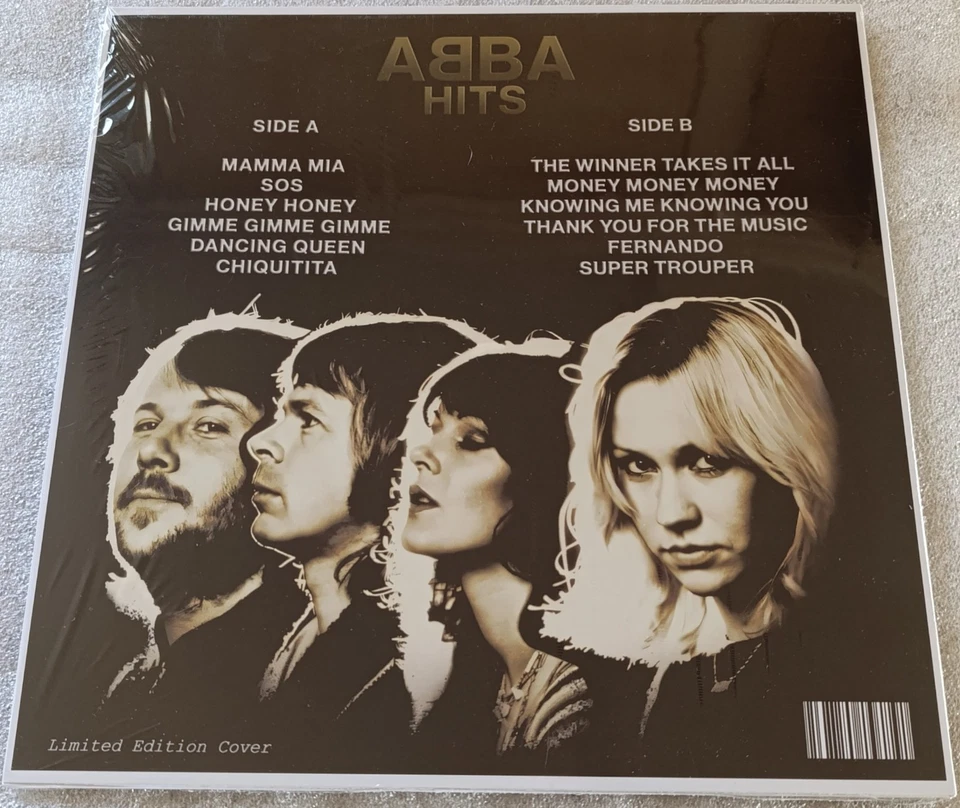 ABBA
HITS
SIDE A
MAMMA MIA
SOS
HONEY HONEY
GIMME GIMME GIMME
DANCING QUEEN
CHIQUITITA
SIDE B
THE WINNER TAKES IT ALL
MONEY MONEY MONEY
KNOWING ME KNOWING YOU
THANK YOU FOR THE MUSIC
FERNANDO
SUPER TROUPER
Limited Edition Cover